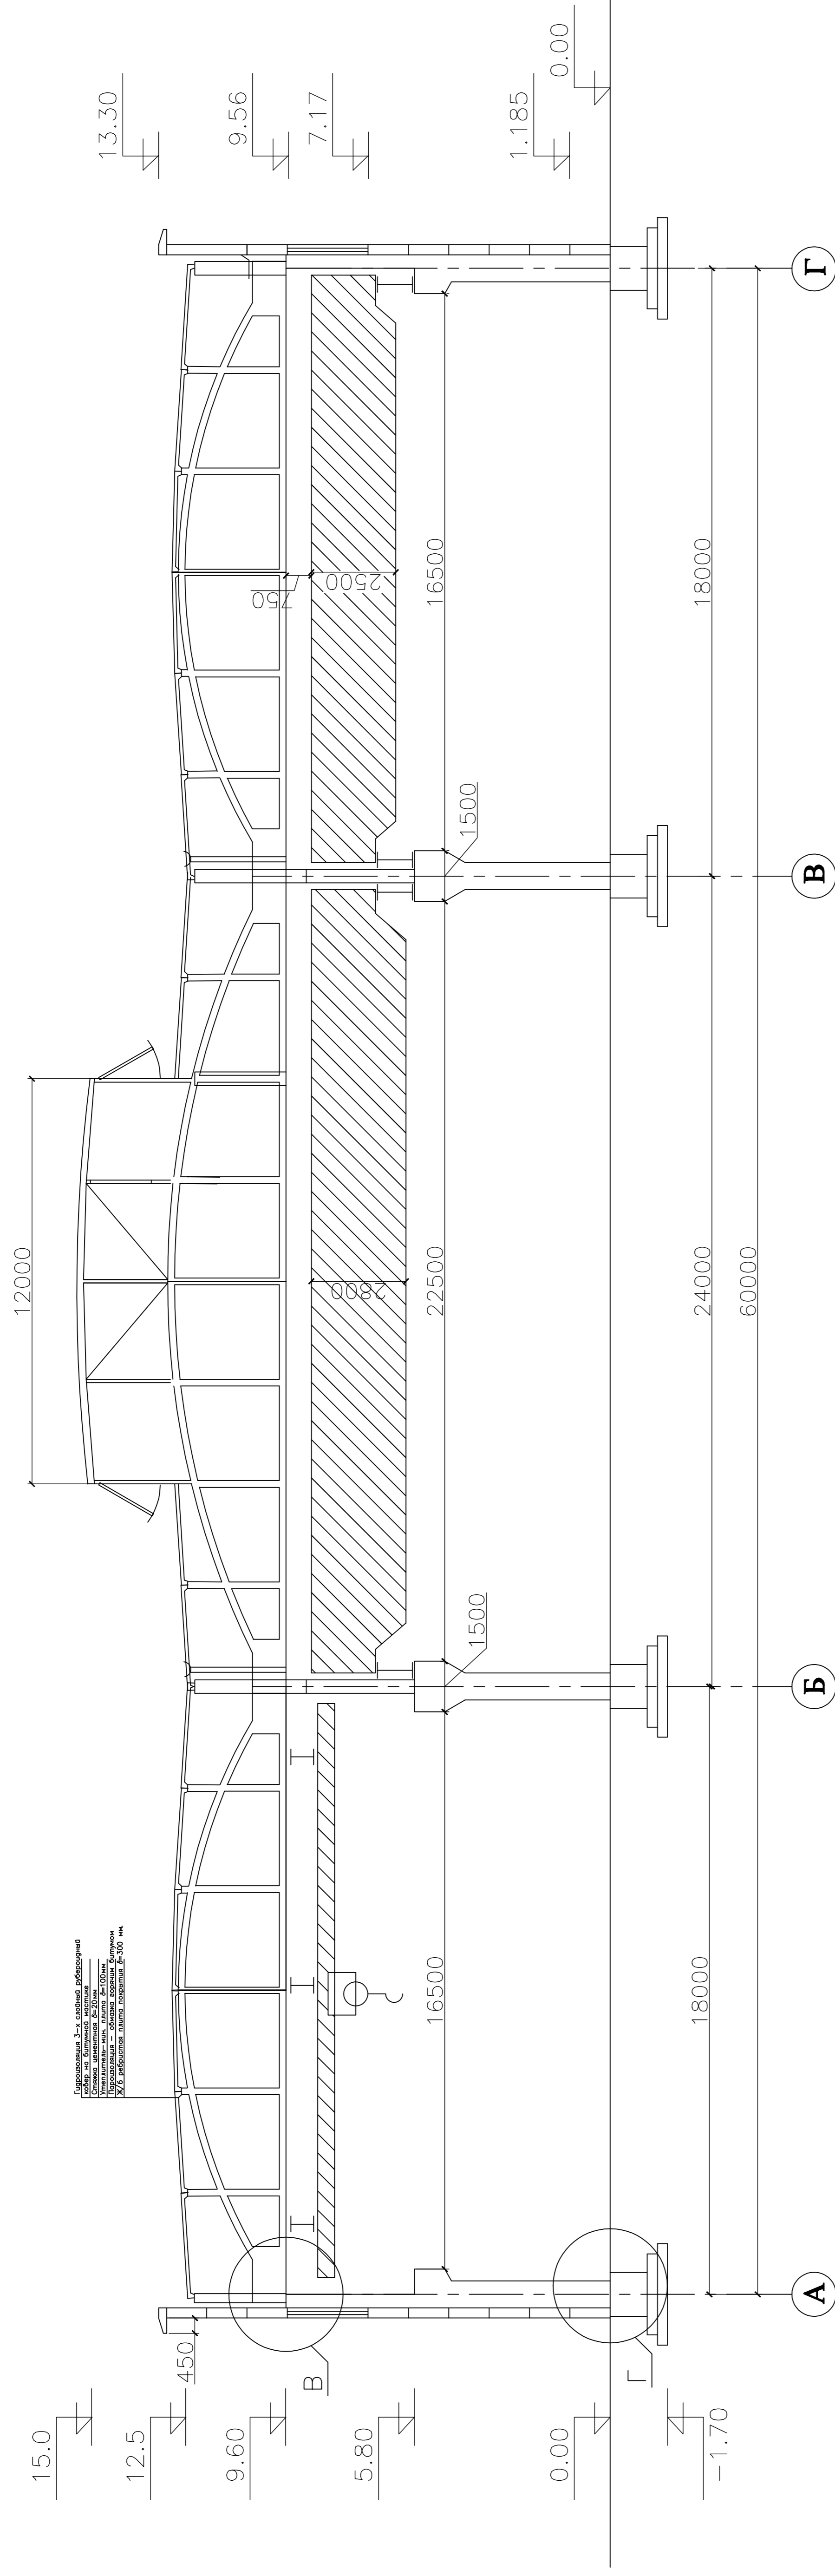 Гидроизоляция 3-х слойный рубероидный
ковер на битумной мастике
Стяжка цементная δ=20мм
Утеплитель-мин. плита δ=100мм
Пароизоляция - обмазка горячим битумом
Ж/б ребристая плита покрытия δ=300 мм.
12000
15.0
12.5
9.60
5.80
0.00
-1.70
13.30
9.56
7.17
1.185
0.00
450
750
2500
2800
В
Г
16500
1500
22500
1500
16500
18000
24000
18000
60000
А
Б
В
Г